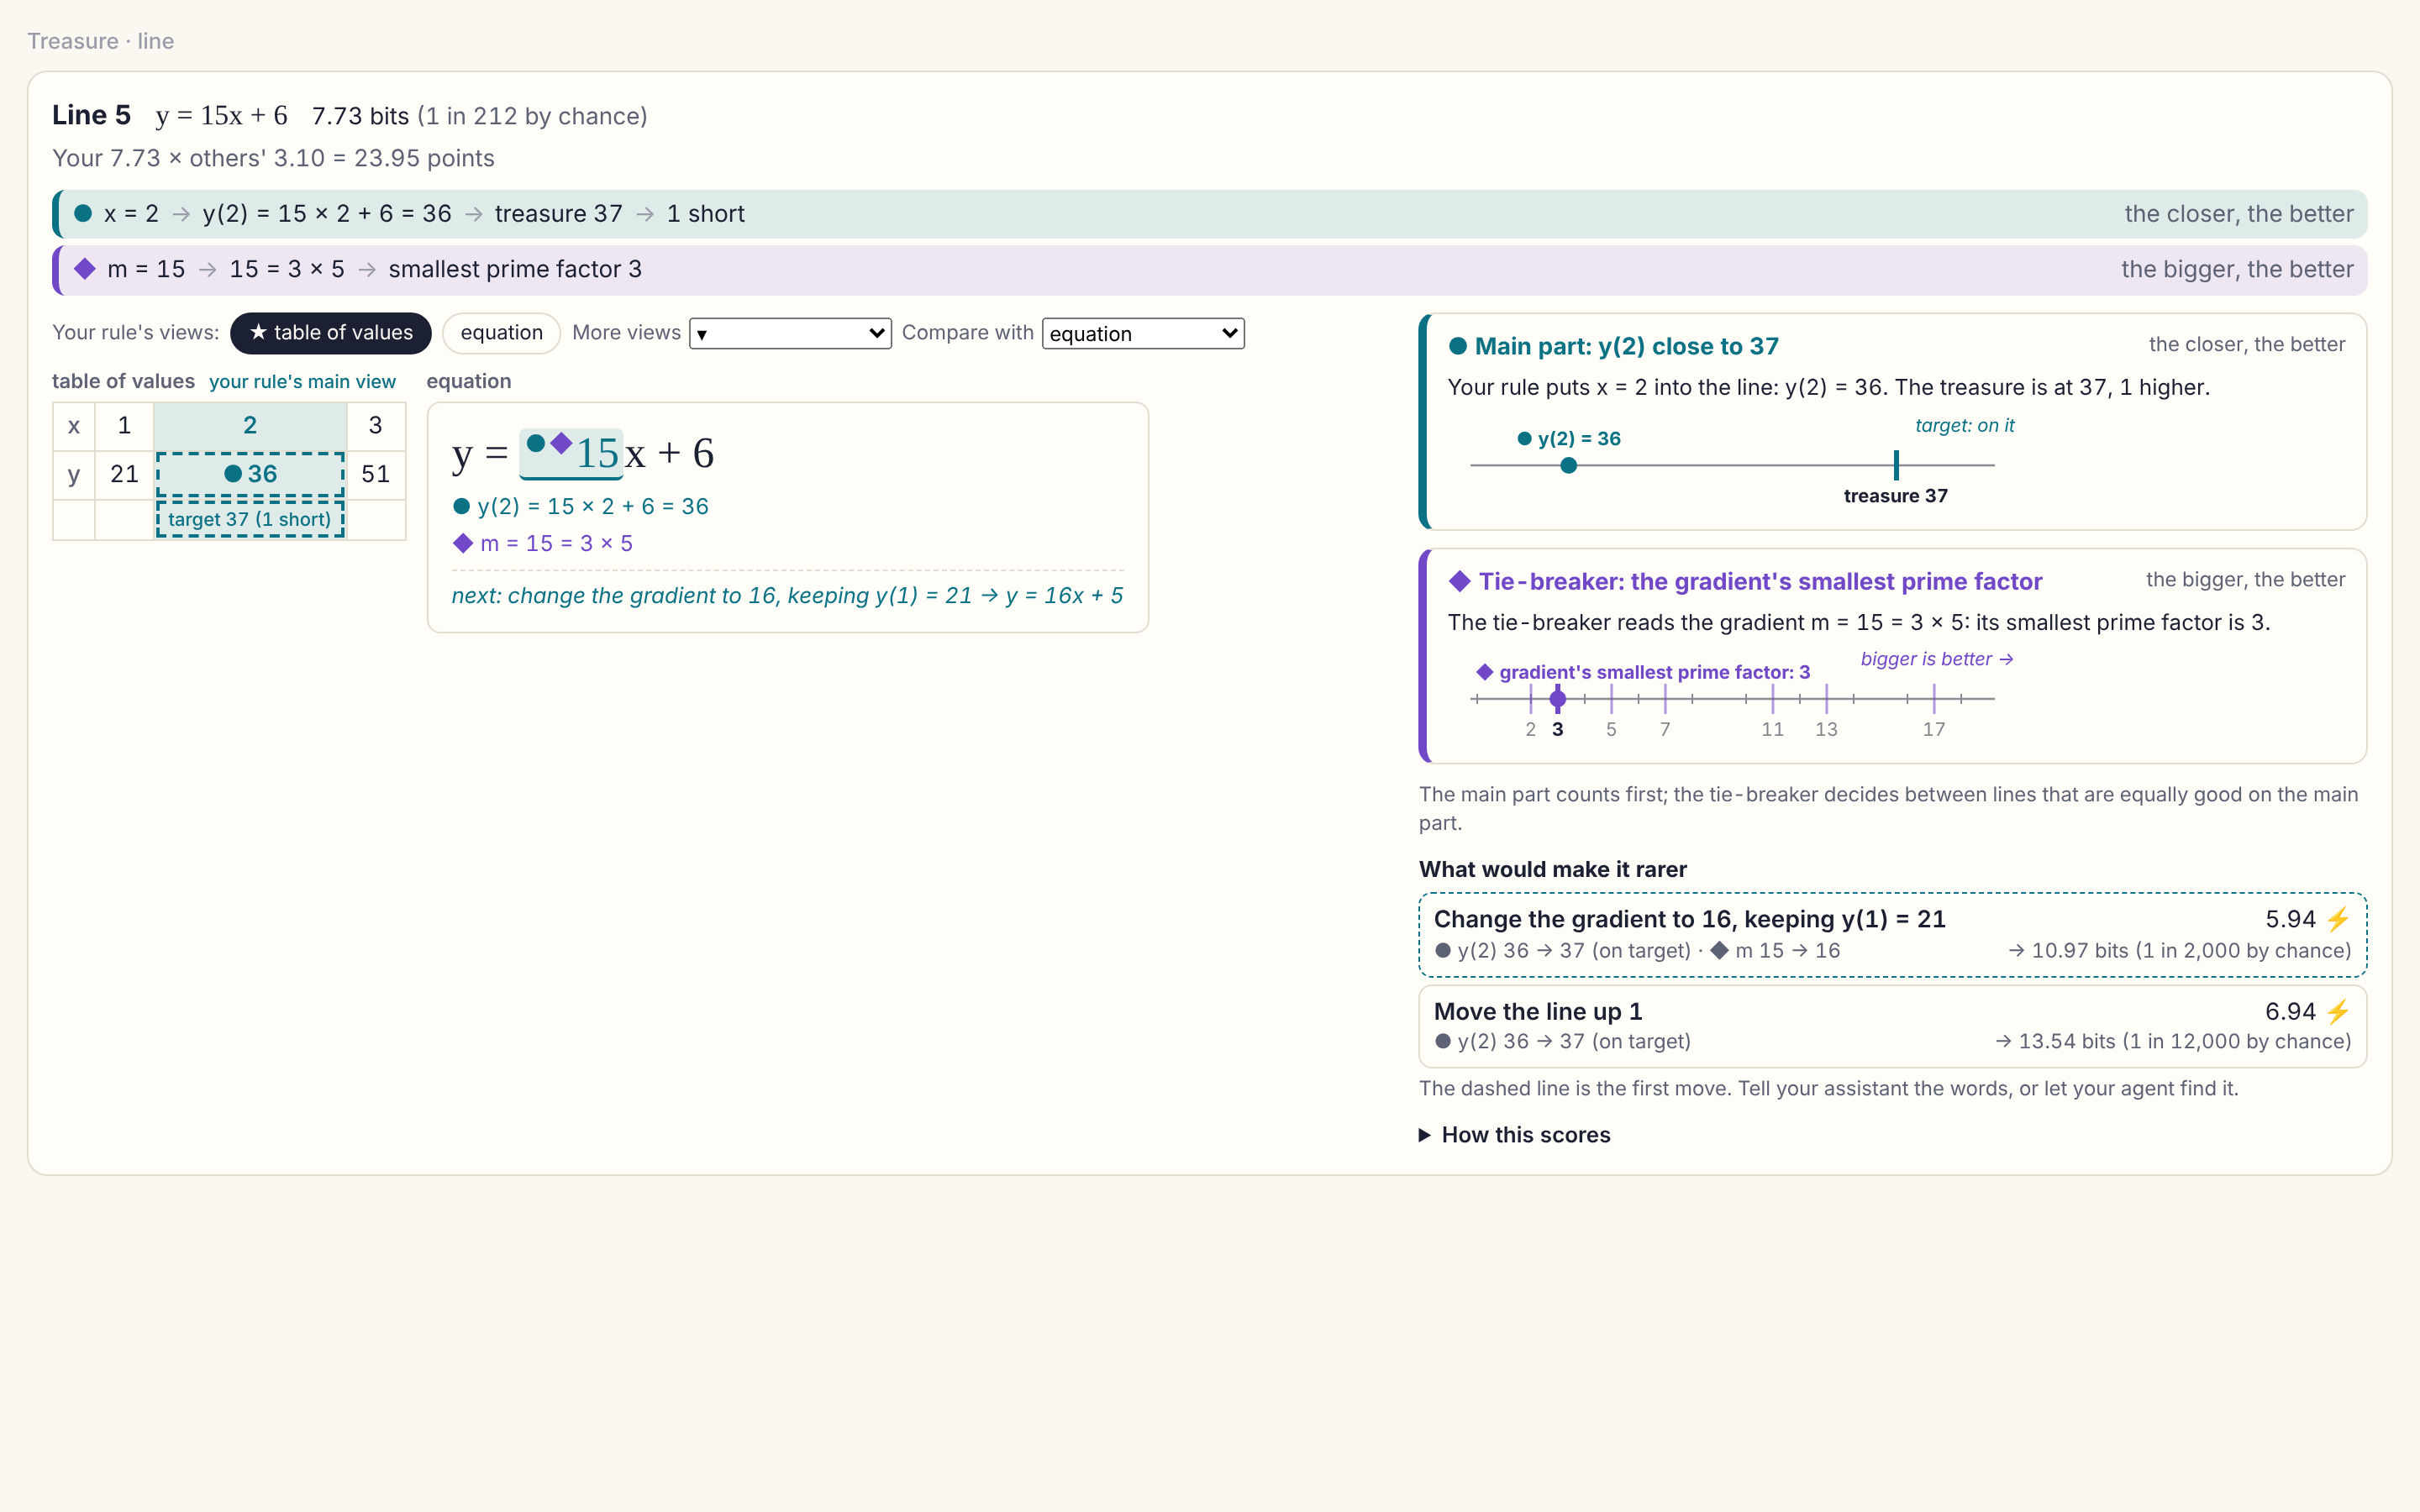 Treasure · line
Line 5 y = 15x + 6 7.73 bits (1 in 212 by chance)
Your 7.73 × others' 3.10 = 23.95 points
● x = 2 → y(2) = 15 × 2 + 6 = 36 → treasure 37 → 1 short the closer, the better
◆ m = 15 → 15 = 3 × 5 → smallest prime factor 3 the bigger, the better
Your rule's views: ★ table of values equation More views ▾ Compare with equation
table of values your rule's main view
x 1 2 3
y 21 ● 36 51
target 37 (1 short)
equation
y = ●◆15x + 6
● y(2) = 15 × 2 + 6 = 36
◆ m = 15 = 3 × 5
next: change the gradient to 16, keeping y(1) = 21 → y = 16x + 5
● Main part: y(2) close to 37 the closer, the better
Your rule puts x = 2 into the line: y(2) = 36. The treasure is at 37, 1 higher.
target: on it
● y(2) = 36
treasure 37
◆ Tie-breaker: the gradient's smallest prime factor the bigger, the better
The tie-breaker reads the gradient m = 15 = 3 × 5: its smallest prime factor is 3.
bigger is better →
◆ gradient's smallest prime factor: 3
2 3 5 7 11 13 17
The main part counts first; the tie-breaker decides between lines that are equally good on the main
part.
What would make it rarer
Change the gradient to 16, keeping y(1) = 21 5.94 ⚡
● y(2) 36 → 37 (on target) · ◆ m 15 → 16 → 10.97 bits (1 in 2,000 by chance)
Move the line up 1 6.94 ⚡
● y(2) 36 → 37 (on target) → 13.54 bits (1 in 12,000 by chance)
The dashed line is the first move. Tell your assistant the words, or let your agent find it.
▶ How this scores